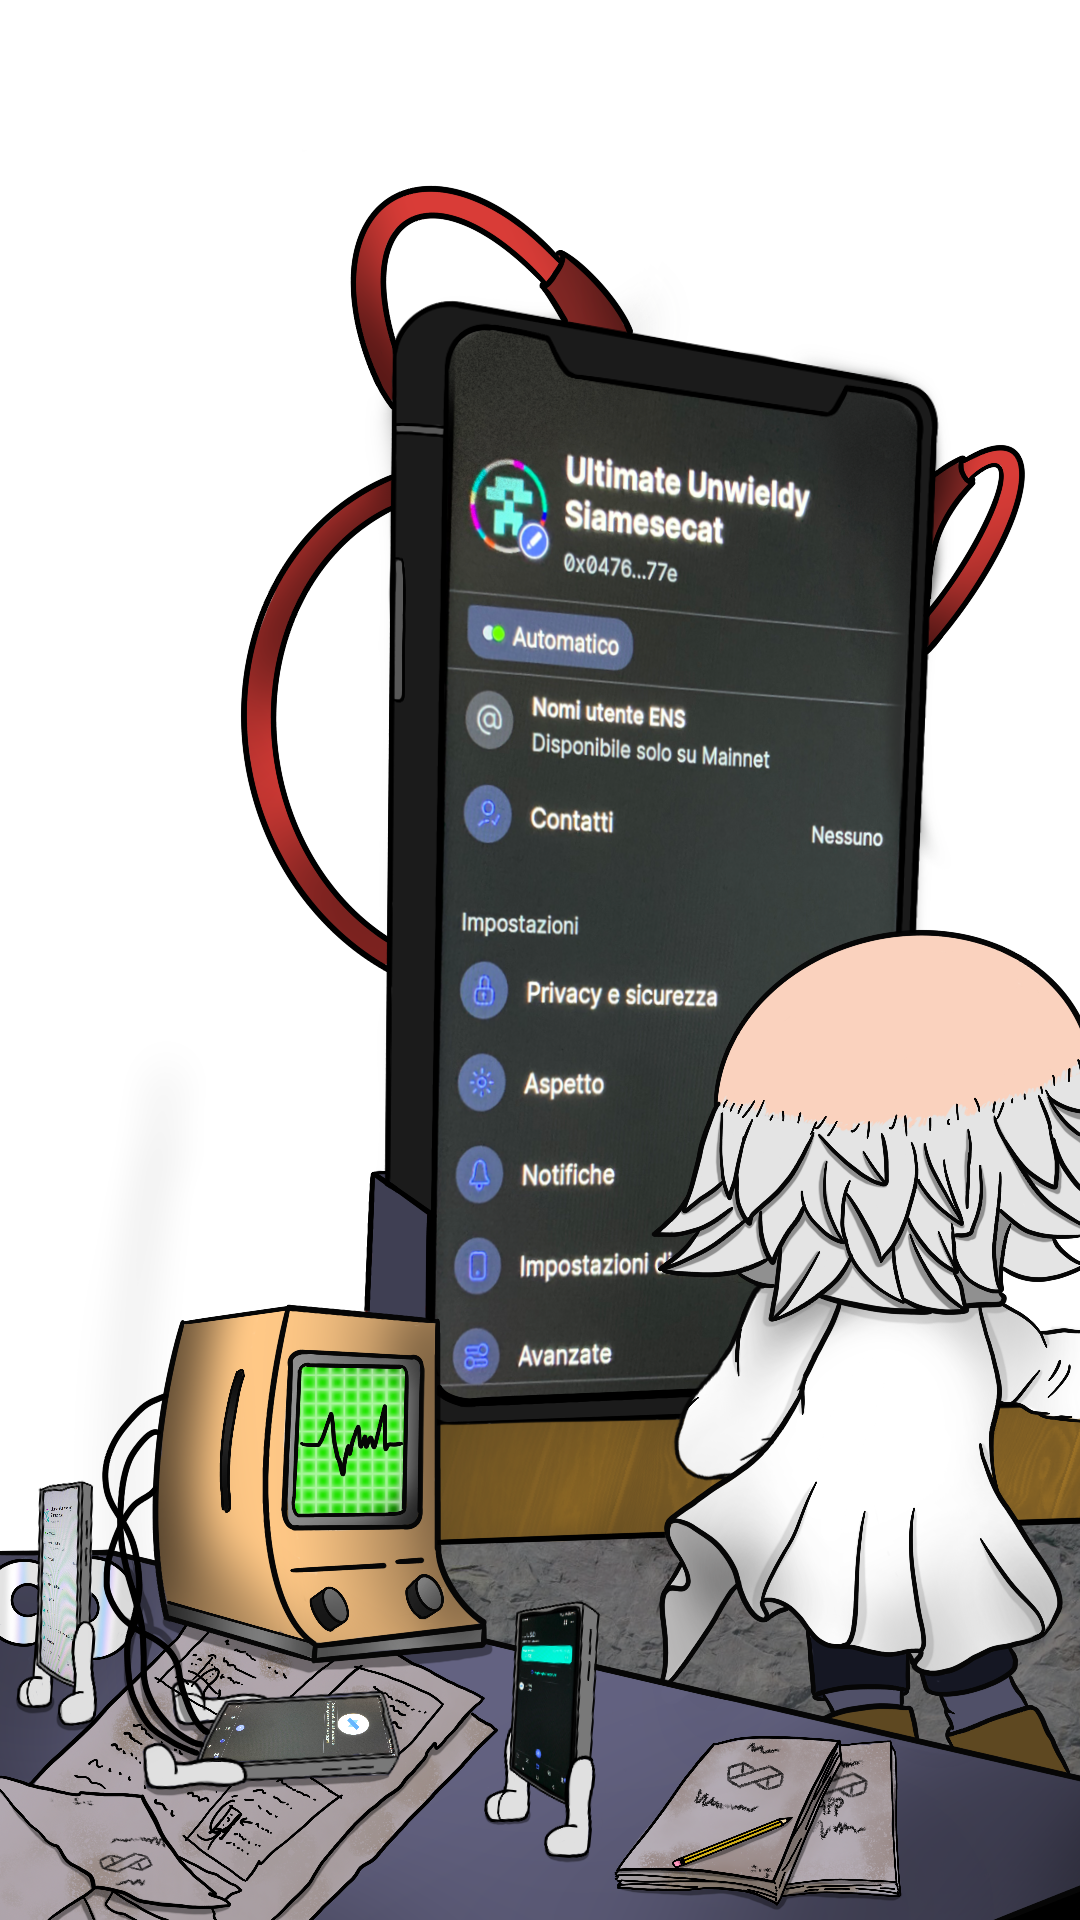 Ultimate Unwieldy
Siamesecat
0x0476...77e
Automatico
Nomi utente ENS
Disponibile solo su Mainnet
Contatti
Nessuno
Impostazioni
Privacy e sicurezza
Aspetto
Notifiche
Impostazioni
Avanzate
APP